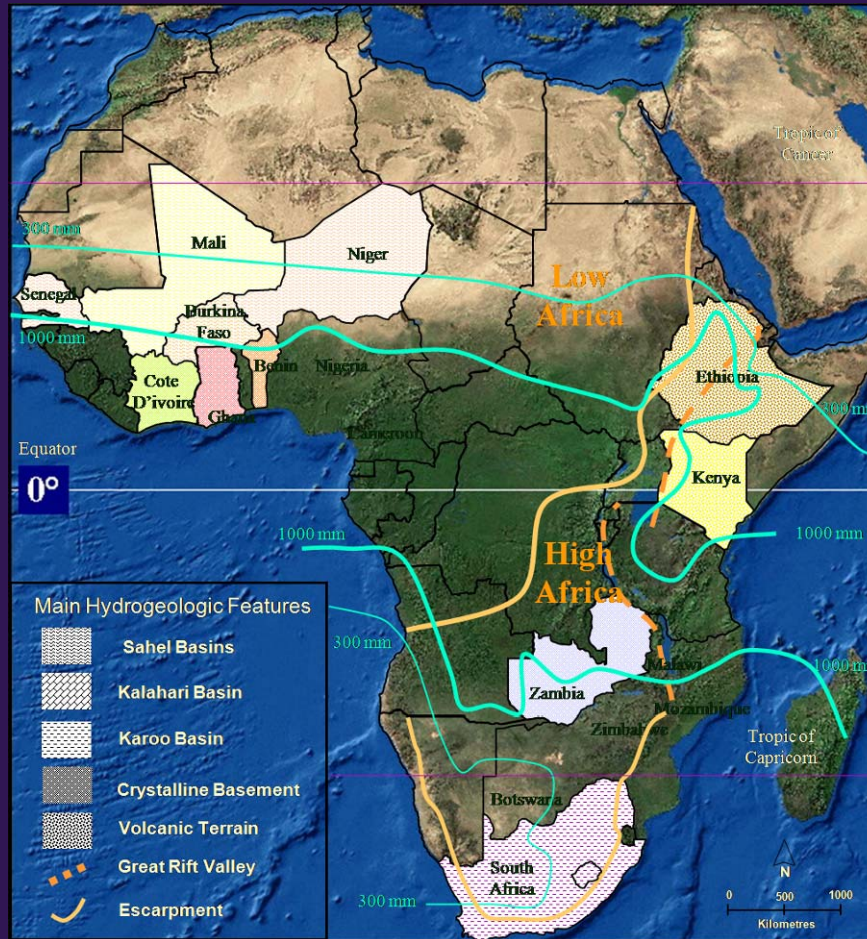 Tropic of
Cancer
300 mm
Mali
Niger
Low
Africa
Senegal
Burkina
Faso
1000 mm
Benin
Nigeria
Ethiopia
Cote
D'ivoire
Ghana
300 mm
Cameroon
Equator
Kenya
0°
1000 mm
1000 mm
High
Africa
Main Hydrogeologic Features
Sahel Basins
Kalahari Basin
Karoo Basin
Crystalline Basement
Volcanic Terrain
Great Rift Valley
Escarpment
300 mm
Malawi
1000 mm
Zambia
Mozambique
Zimbabwe
Tropic of
Capricorn
Botswana
South
Africa
300 mm
N
0 500 1000
Kilometres